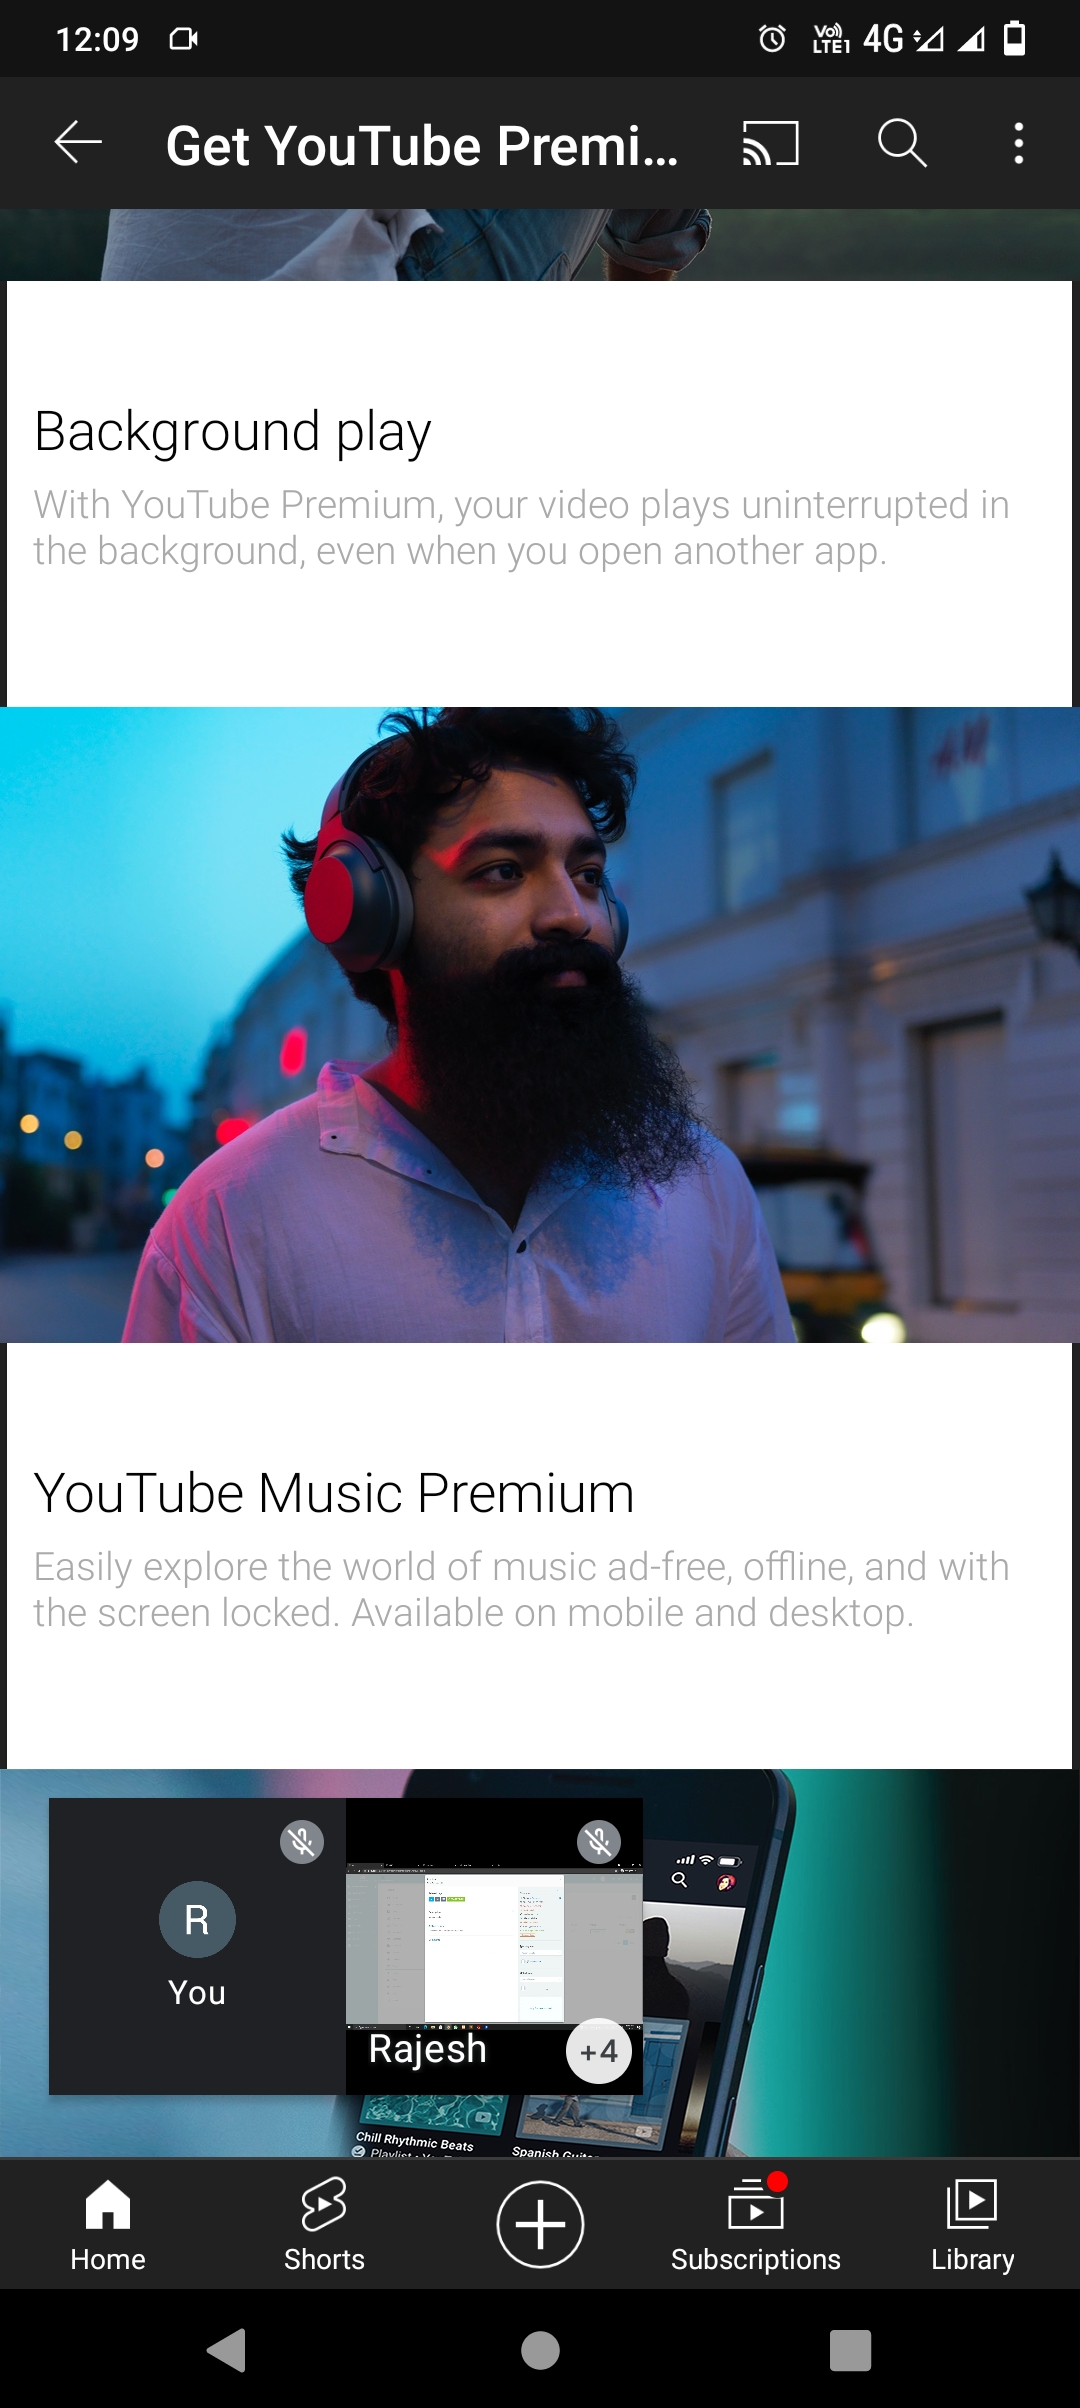 12:09
Vo)) LTE1 4G
Get YouTube Premi...
Background play
With YouTube Premium, your video plays uninterrupted in
the background, even when you open another app.
YouTube Music Premium
Easily explore the world of music ad-free, offline, and with
the screen locked. Available on mobile and desktop.
R
You
Rajesh
+4
Chill Rhythmic Beats
Spanish Guitar
Playlist
Home
Shorts
Subscriptions
Library